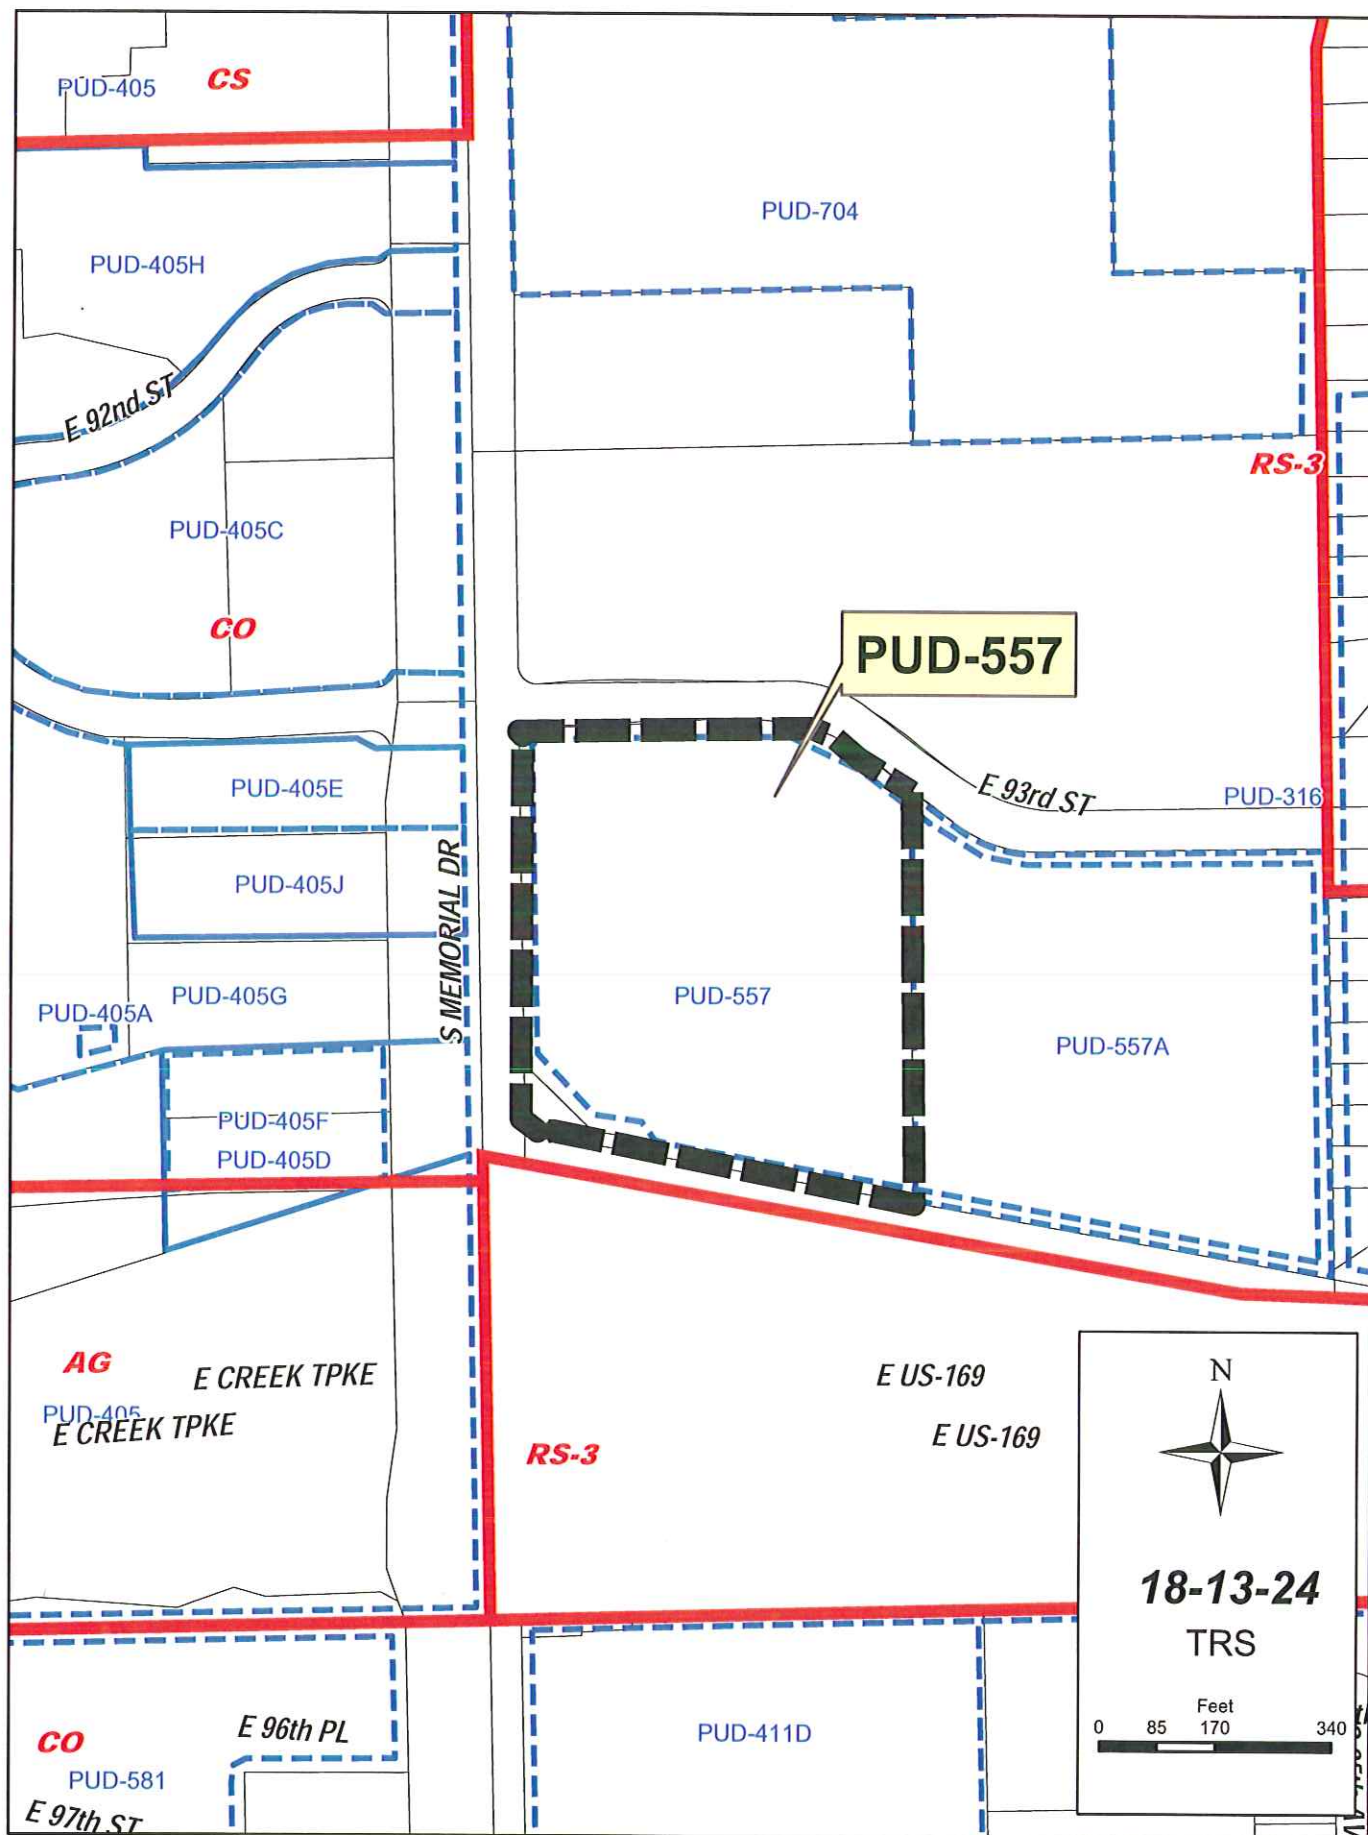 CS
PUD-405
PUD-704
PUD-405H
E 92nd ST
RS-3
PUD-405C
CO
PUD-557
E 93rd ST
PUD-316
PUD-405E
PUD-405J
S MEMORIAL DR
PUD-405G
PUD-557
PUD-405A
PUD-557A
PUD-405F
PUD-405D
AG
E CREEK TPKE
PUD-405
E CREEK TPKE
E US-169
E US-169
RS-3
N
18-13-24
TRS
Feet
0 85 170 340
CO
E 96th PL
PUD-411D
PUD-581
E 97th ST